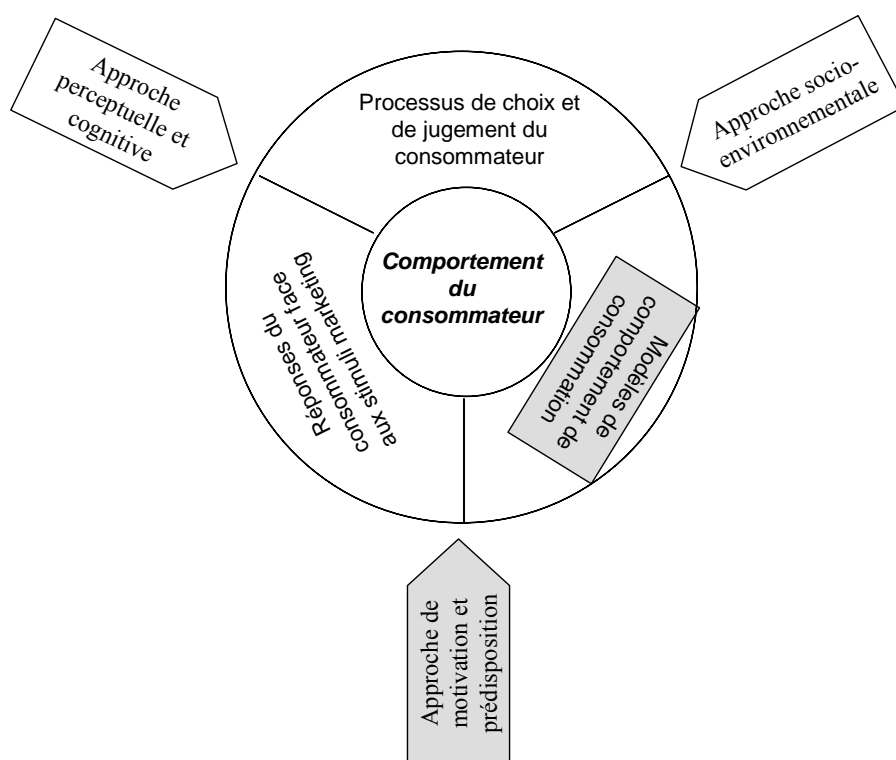 Approche
perceptuelle et
cognitive
Processus de choix et
de jugement du
consommateur
Approche socio-
environnementale
Comportement
du
consommateur
Réponses du
consommateur face
aux stimuli marketing
Modèles de
comportement de
consommation
Approche de
motivation et
prédisposition